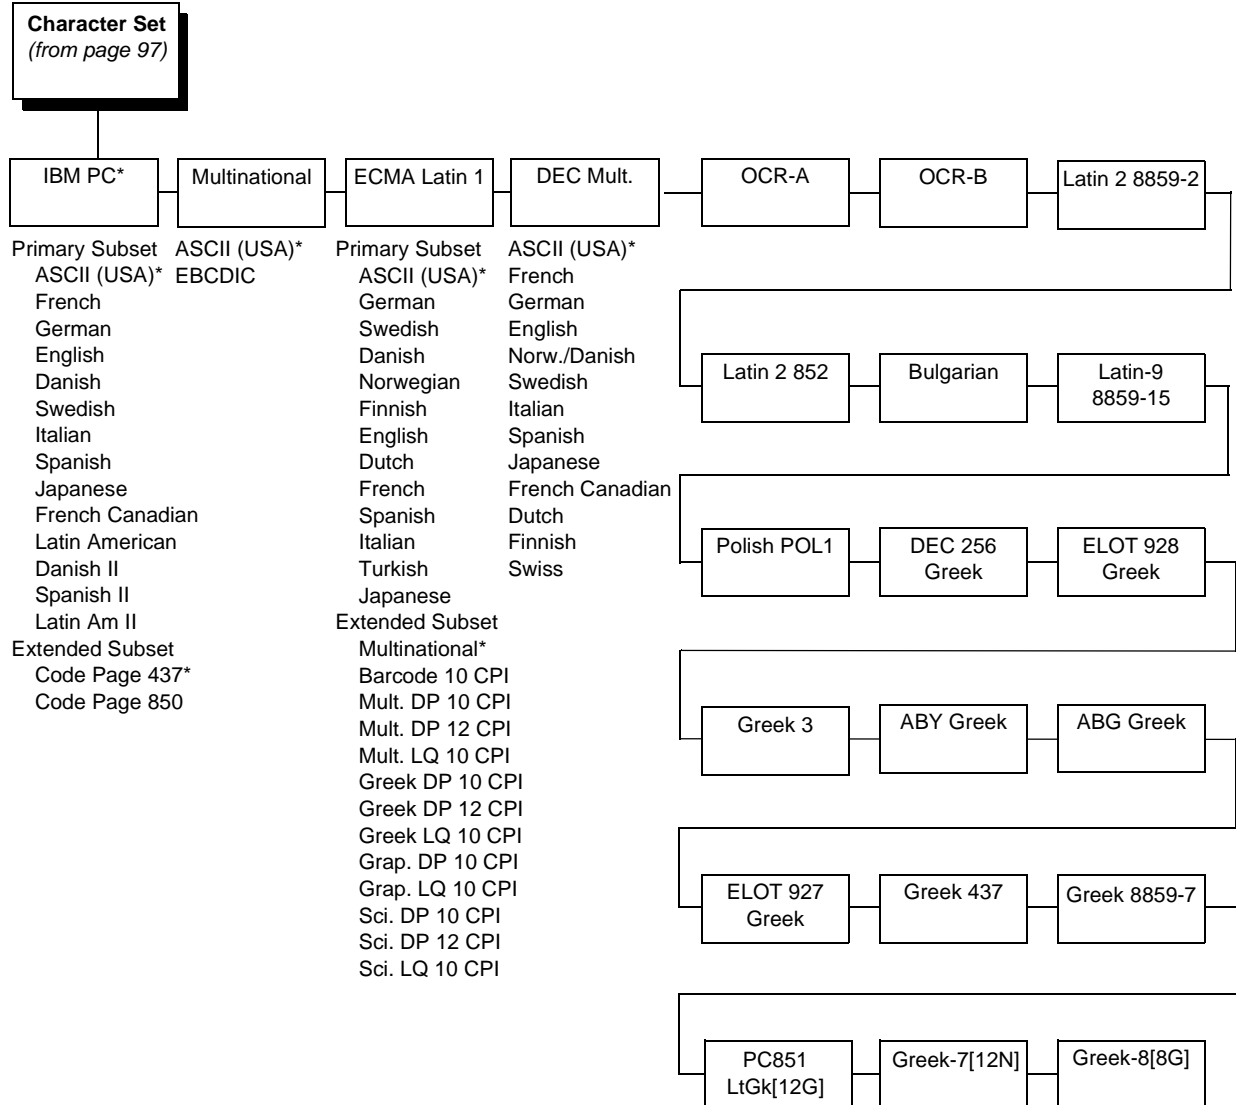 Character Set
(from page 97)
IBM PC*
Multinational
ECMA Latin 1
DEC Mult.
OCR-A
OCR-B
Latin 2 8859-2
Primary Subset
ASCII (USA)*
French
German
English
Danish
Swedish
Italian
Spanish
Japanese
French Canadian
Latin American
Danish II
Spanish II
Latin Am II
Extended Subset
Code Page 437*
Code Page 850
ASCII (USA)*
EBCDIC
Primary Subset
ASCII (USA)*
German
Swedish
Danish
Norwegian
Finnish
English
Dutch
French
Spanish
Italian
Turkish
Japanese
Extended Subset
Multinational*
Barcode 10 CPI
Mult. DP 10 CPI
Mult. DP 12 CPI
Mult. LQ 10 CPI
Greek DP 10 CPI
Greek DP 12 CPI
Greek LQ 10 CPI
Grap. DP 10 CPI
Grap. LQ 10 CPI
Sci. DP 10 CPI
Sci. DP 12 CPI
Sci. LQ 10 CPI
ASCII (USA)*
French
German
English
Norw./Danish
Swedish
Italian
Spanish
Japanese
French Canadian
Dutch
Finnish
Swiss
Latin 2 852
Bulgarian
Latin-9
8859-15
Polish POL1
DEC 256
Greek
ELOT 928
Greek
Greek 3
ABY Greek
ABG Greek
ELOT 927
Greek
Greek 437
Greek 8859-7
PC851
LtGk[12G]
Greek-7[12N]
Greek-8[8G]